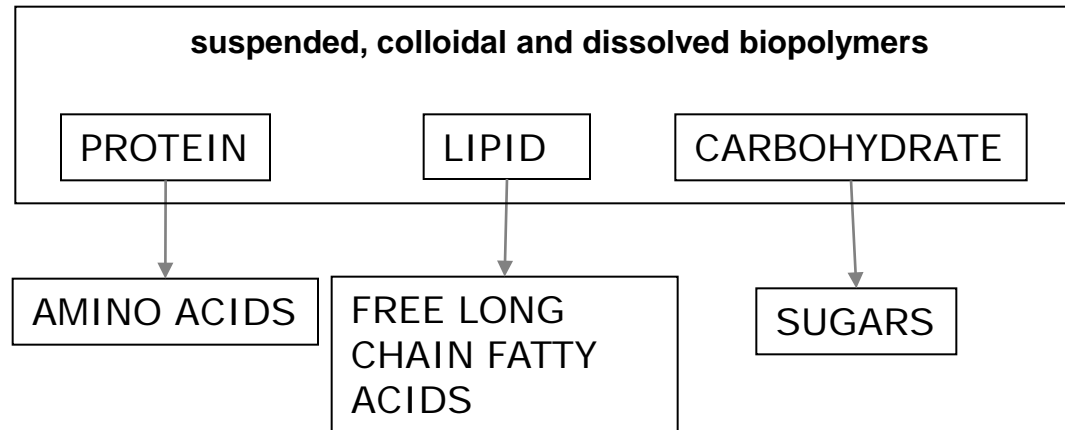 suspended, colloidal and dissolved biopolymers
PROTEIN
LIPID
CARBOHYDRATE
AMINO ACIDS
FREE LONG
CHAIN FATTY
ACIDS
SUGARS